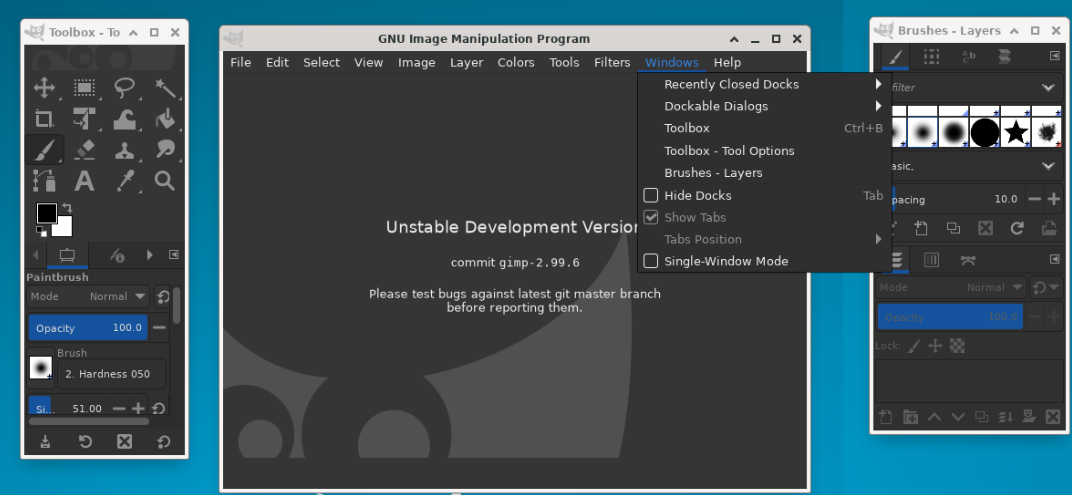 Toolbox - To
Mode Normal
Paintbrush
Opacity 100.0
Brush
2. Hardness 050
Si... 51.00
GNU Image Manipulation Program
File Edit Select View Image Layer Colors Tools Filters Windows Help
Unstable Development Version
commit gimp-2.99.6
Please test bugs against latest git master branch
before reporting them.
Recently Closed Docks
Dockable Dialogs
Toolbox Ctrl+B
Toolbox - Tool Options
Brushes - Layers
Hide Docks Tab
Show Tabs
Tabs Position
Single-Window Mode
Brushes - Layers
filter
asic,
pacing 10.0
Mode Normal
Opacity 100.0
Lock: